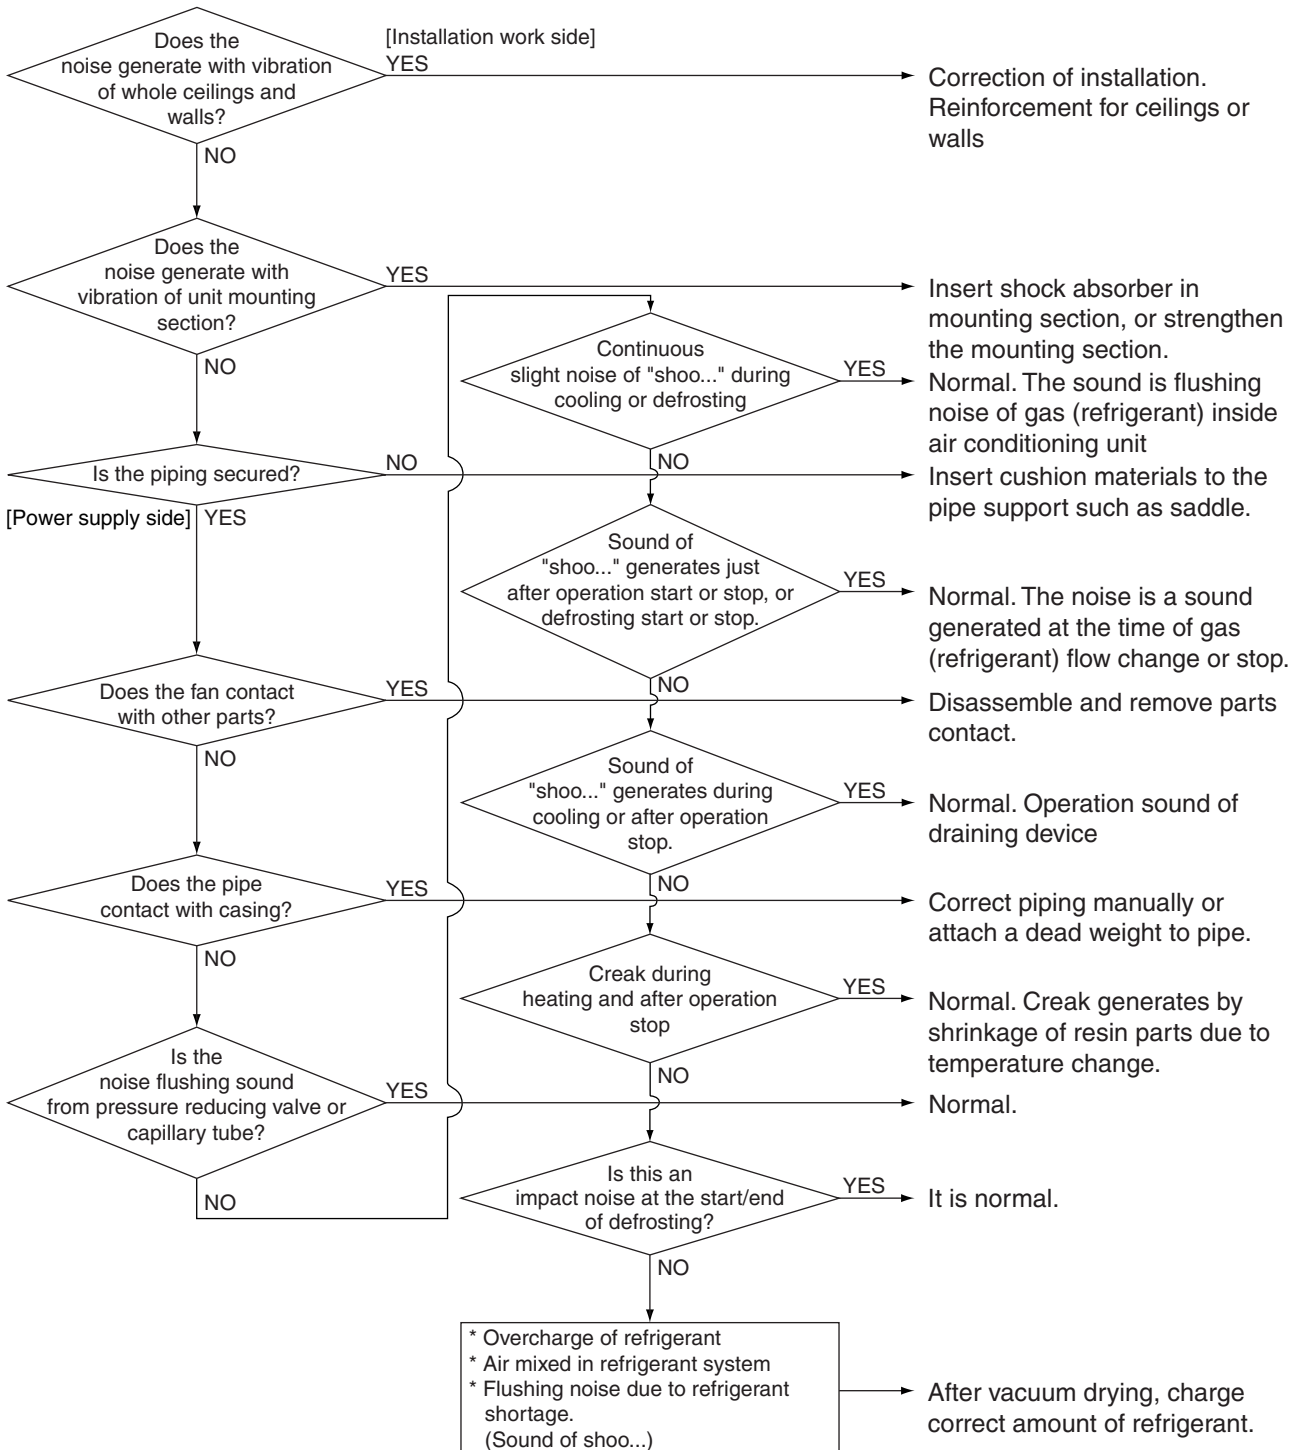 Does the
noise generate with vibration
of whole ceilings and
walls?
[Installation work side]
YES
Correction of installation.
Reinforcement for ceilings or
walls
NO
Does the
noise generate with
vibration of unit mounting
section?
YES
Insert shock absorber in
mounting section, or strengthen
the mounting section.
NO
Continuous
slight noise of "shoo..." during
cooling or defrosting
YES
Normal. The sound is flushing
noise of gas (refrigerant) inside
air conditioning unit
NO
Is the piping secured?
NO
Insert cushion materials to the
pipe support such as saddle.
[Power supply side]
YES
Sound of
"shoo..." generates just
after operation start or stop, or
defrosting start or stop.
YES
Normal. The noise is a sound
generated at the time of gas
(refrigerant) flow change or stop.
NO
Does the fan contact
with other parts?
YES
Disassemble and remove parts
contact.
NO
Sound of
"shoo..." generates during
cooling or after operation
stop.
YES
Normal. Operation sound of
draining device
NO
Does the pipe
contact with casing?
YES
Correct piping manually or
attach a dead weight to pipe.
NO
Creak during
heating and after operation
stop
YES
Normal. Creak generates by
shrinkage of resin parts due to
temperature change.
NO
Is the
noise flushing sound
from pressure reducing valve or
capillary tube?
YES
Normal.
NO
Is this an
impact noise at the start/end
of defrosting?
YES
It is normal.
NO
* Overcharge of refrigerant
* Air mixed in refrigerant system
* Flushing noise due to refrigerant
shortage.
(Sound of shoo...)
After vacuum drying, charge
correct amount of refrigerant.